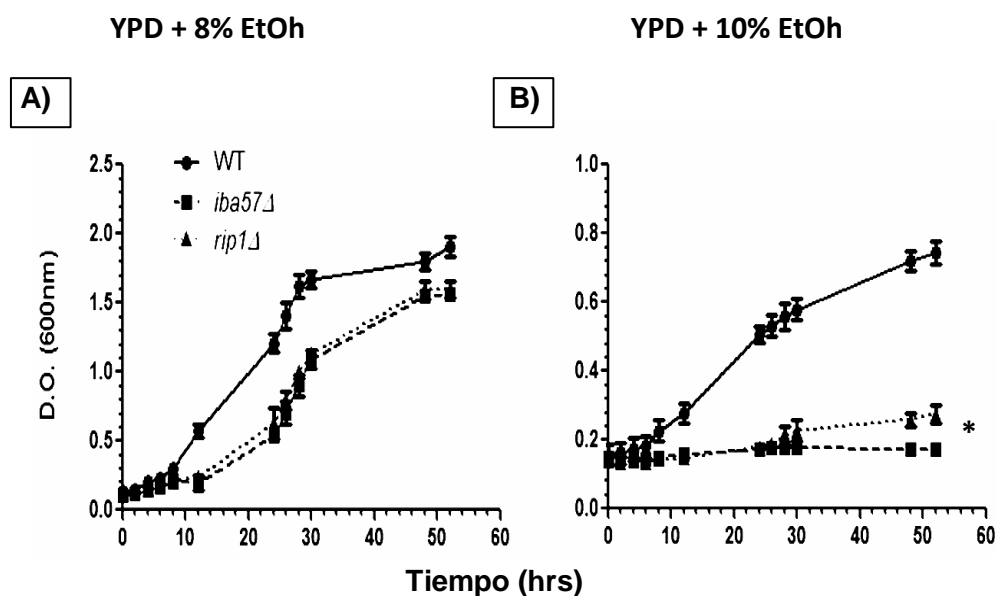 YPD + 8% EtOh
YPD + 10% EtOh
A)
B)
WT
iba57Δ
rip1Δ
D.O. (600nm)
2.5
2.0
1.5
1.0
0.5
0.0
0 10 20 30 40 50 60
1.0
0.8
0.6
0.4
0.2
0.0
0 10 20 30 40 50 60
*
Tiempo (hrs)